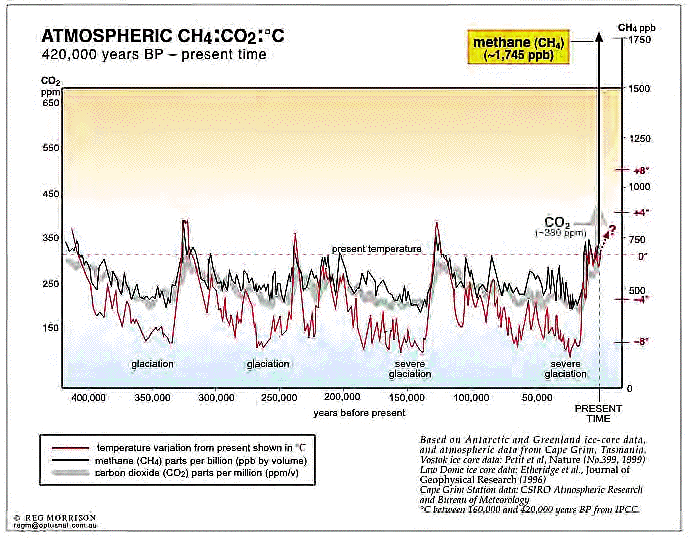 ATMOSPHERIC CH4:CO2:°C
420,000 years BP – present time
methane (CH4)
(~1,745 ppb)
CH4 ppb
1750
CO2
ppm
650
550
450
350
250
150
1500
1250
+8°
1000
+4°
750
0°
500
-4°
-8°
0
CO2
(~380 ppm)
?
present temperature
glaciation
glaciation
severe
glaciation
severe
glaciation
400,000
350,000
300,000
250,000
200,000
150,000
100,000
50,000
PRESENT
TIME
years before present
temperature variation from present shown in °C
methane (CH4) parts per billion (ppb by volume)
carbon dioxide (CO2) parts per million (ppm/v)
Based on Antarctic and Greenland ice-core data,
and atmospheric data from Cape Grim, Tasmania.
Vostok ice core data: Petit et al, Nature (No.399, 1999)
Law Dome ice core data: Etheridge et al., Journal of
Geophysical Research (1996)
Cape Grim Station data: CSIRO Atmospheric Research
and Bureau of Meteorology
°C between 160,000 and 420,000 years BP from IPCC.
© REG MORRISON
regm@optusnet.com.au